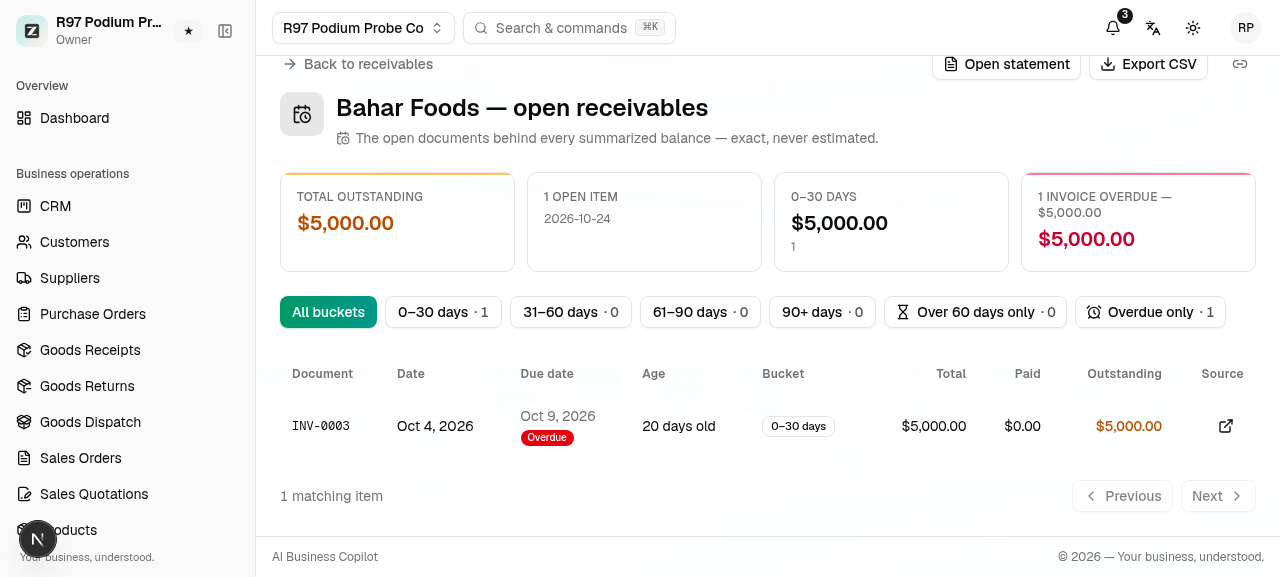 R97 Podium Pr...
Owner
★
R97 Podium Probe Co
Search & commands
⌘K
3
RP
Overview
Dashboard
Business operations
CRM
Customers
Suppliers
Purchase Orders
Goods Receipts
Goods Returns
Goods Dispatch
Sales Orders
Sales Quotations
oducts
N
Your business, understood.
Back to receivables
Open statement
Export CSV
Bahar Foods — open receivables
The open documents behind every summarized balance — exact, never estimated.
TOTAL OUTSTANDING
$5,000.00
1 OPEN ITEM
2026-10-24
0–30 DAYS
$5,000.00
1
1 INVOICE OVERDUE —
$5,000.00
$5,000.00
All buckets
0–30 days · 1
31–60 days · 0
61–90 days · 0
90+ days · 0
Over 60 days only · 0
Overdue only · 1
Document Date Due date Age Bucket Total Paid Outstanding Source
INV-0003 Oct 4, 2026 Oct 9, 2026 Overdue 20 days old 0–30 days $5,000.00 $0.00 $5,000.00
1 matching item
Previous
Next
AI Business Copilot
© 2026 — Your business, understood.